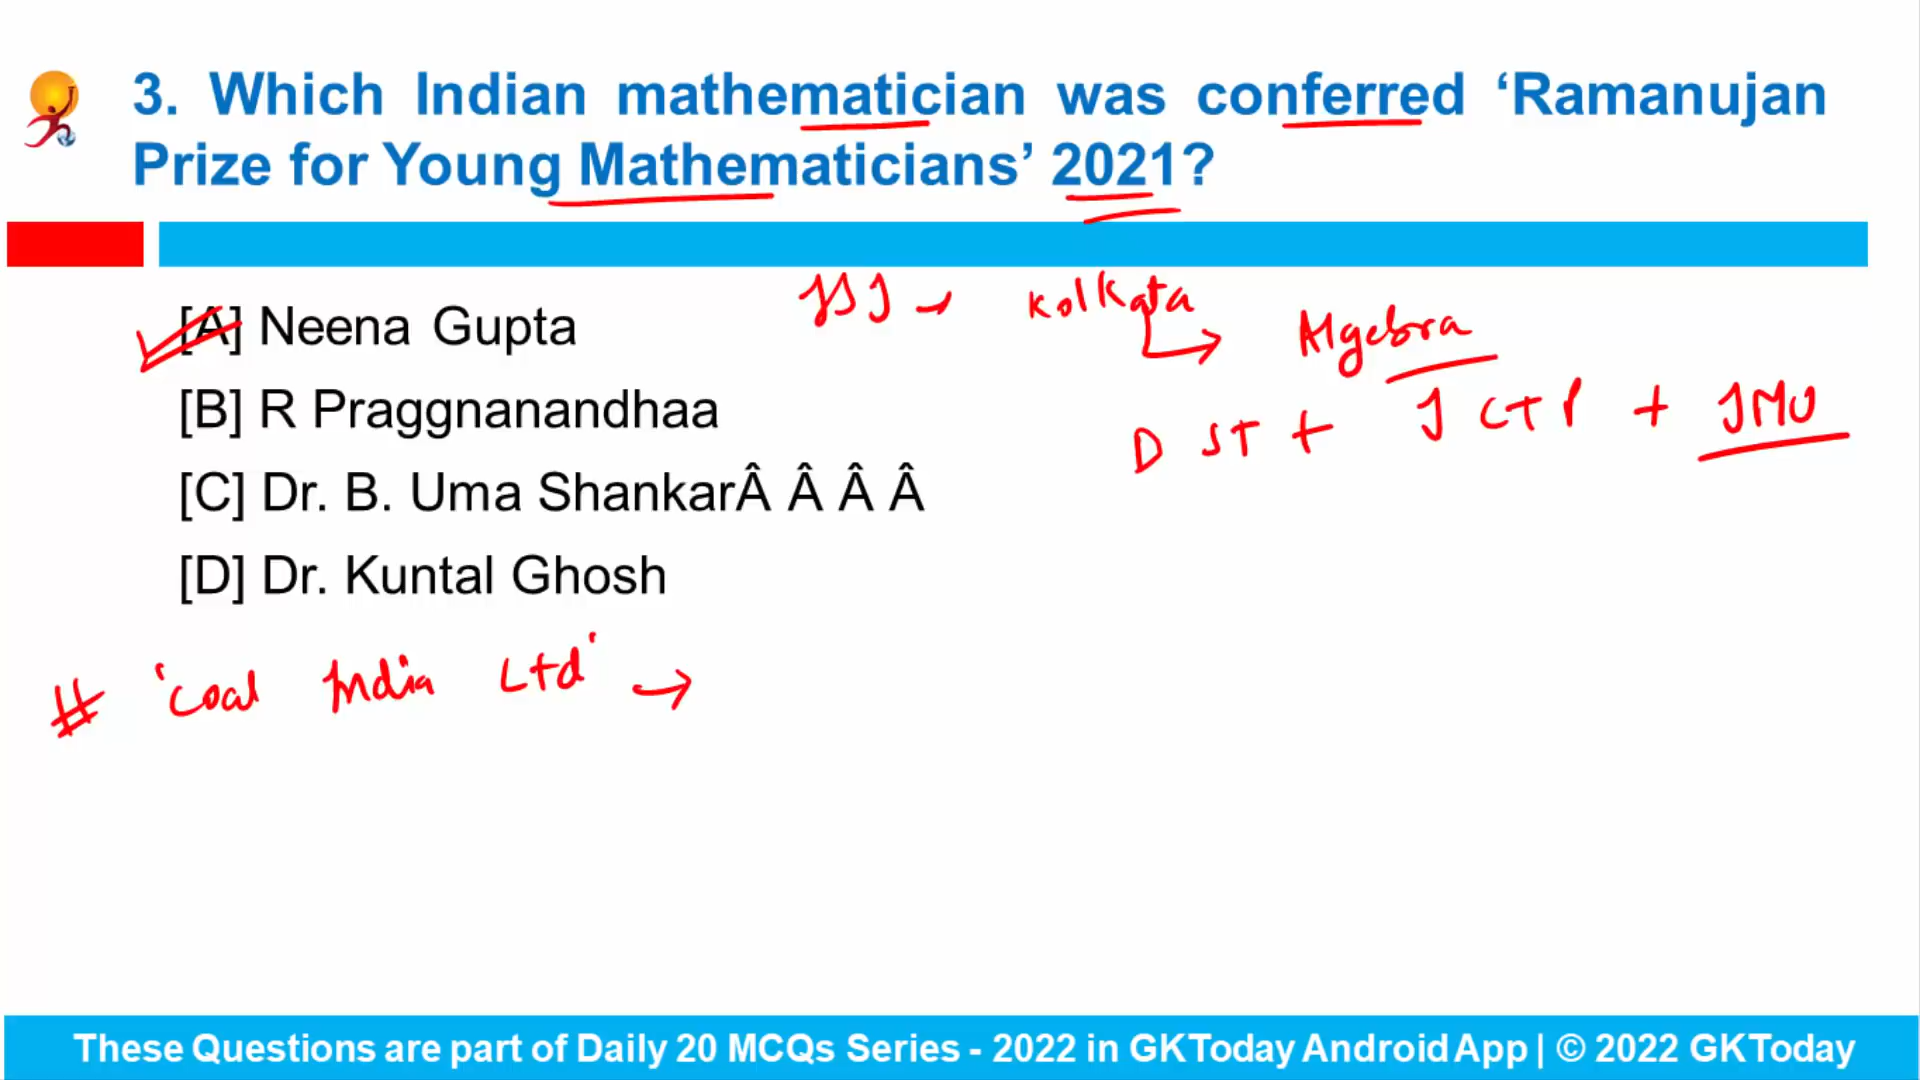 3. Which Indian mathematician was conferred ‘Ramanujan
Prize for Young Mathematicians’ 2021?
[A] Neena Gupta
ISI → Kolkata
Algebra
[B] R Praggnanandhaa
DST + ICTP + IMU
[C] Dr. B. Uma ShankarÂ Â Â Â
[D] Dr. Kuntal Ghosh
# ‘Coal India Ltd’ →
These Questions are part of Daily 20 MCQs Series - 2022 in GKToday Android App | © 2022 GKToday